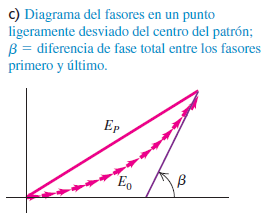 c) Diagrama del fasores en un punto
ligeramente desviado del centro del patrón;
β = diferencia de fase total entre los fasores
primero y último.
E_P
E_0
β